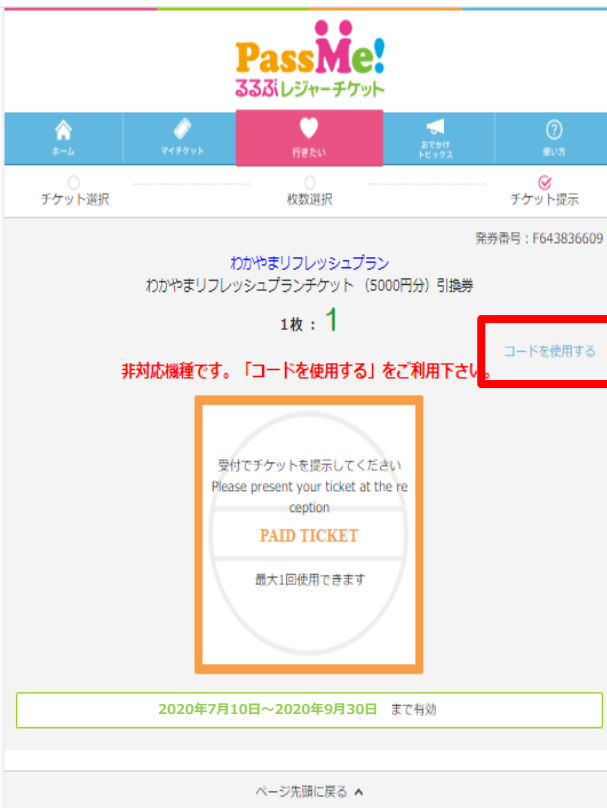 PassMe!
るるぶレジャーチケット
ホーム
マイチケット
行きたい
おでかけ
トピックス
使い方
チケット選択
枚数選択
チケット提示
発券番号：F643836609
わかやまリフレッシュプラン
わかやまリフレッシュプランチケット （5000円分）引換券
1枚 : 1
コードを使用する
非対応機種です。「コードを使用する」をご利用下さい。
受付でチケットを提示してください
Please present your ticket at the re
ception
PAID TICKET
最大1回使用できます
2020年7月10日～2020年9月30日 まで有効
ページ先頭に戻る